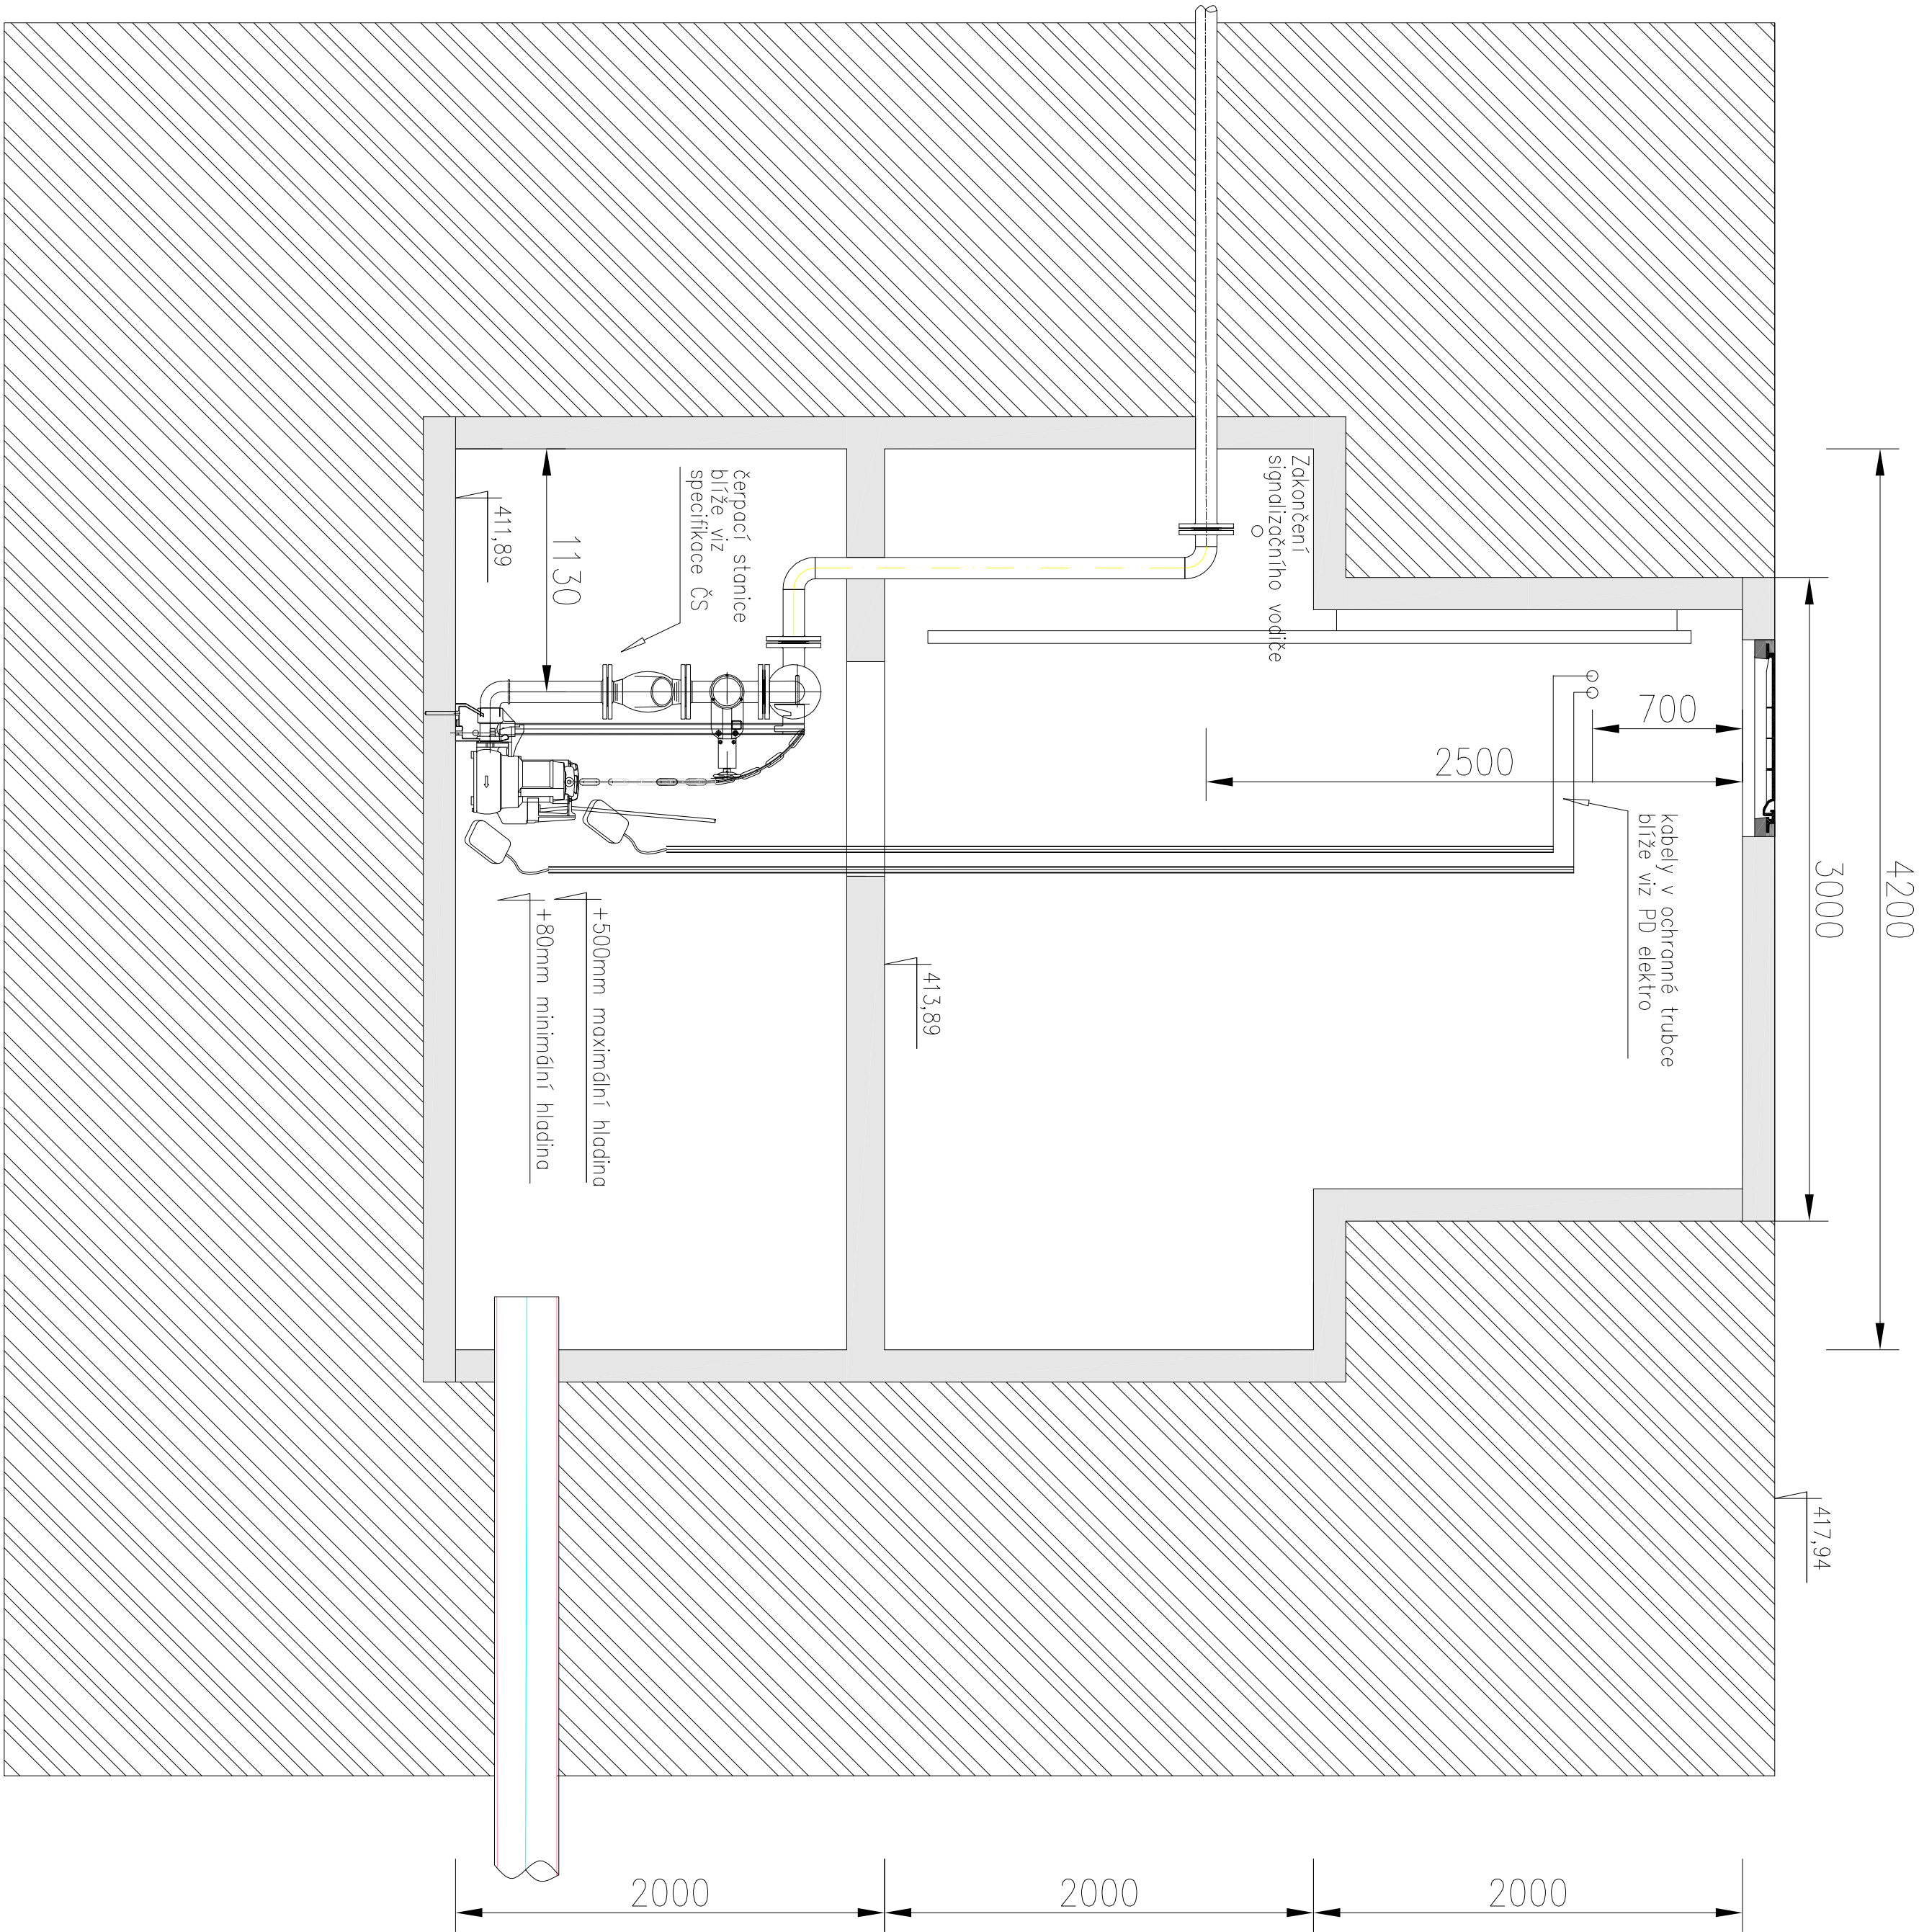 4200
3000
417,94
700
2500
kabely v ochranné trubce
blíže viz PD elektro
Zakončení
signalizačního vodiče
413,89
čerpací stanice
blíže viz
specifikace ČS
1130
411,89
+500mm maximální hladina
+80mm minimální hladina
2000
2000
2000